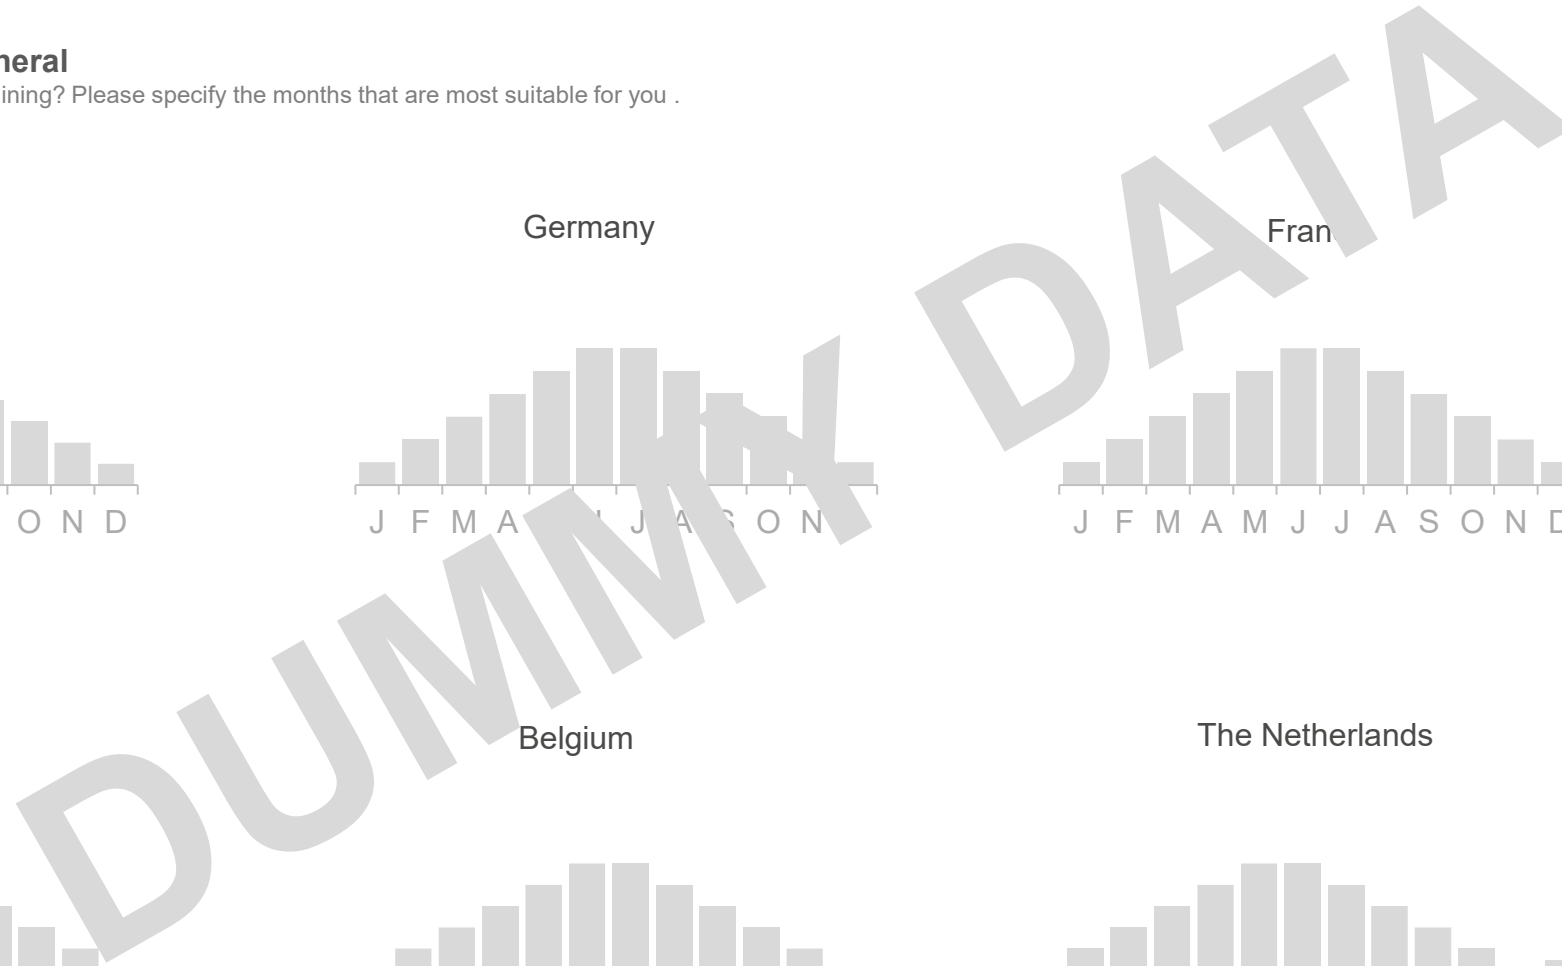 neral
ining? Please specify the months that are most suitable for you .
Germany
Fran
O N D
J F M A J A S O N
J F M A M J J A S O N D
DUMMY DATA
Belgium
The Netherlands